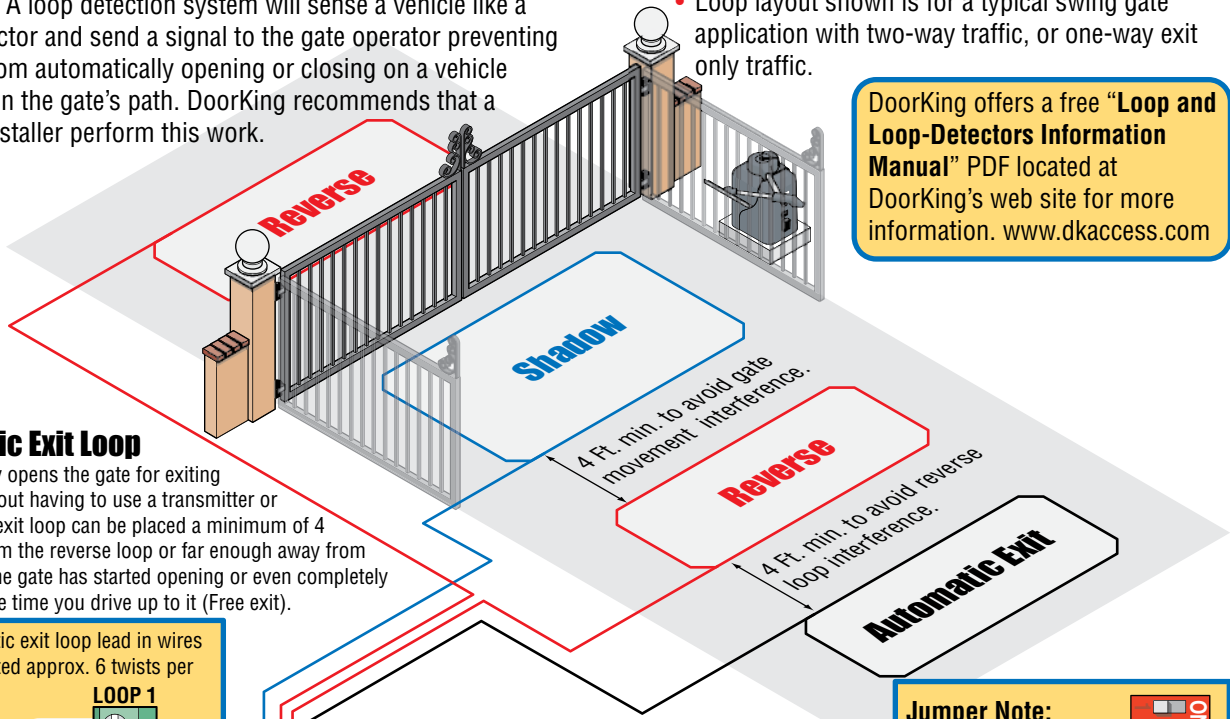 A loop detection system will sense a vehicle like a
ctor and send a signal to the gate operator preventing
om automatically opening or closing on a vehicle
n the gate's path. DoorKing recommends that a
staller perform this work.
• Loop layout shown is for a typical swing gate
application with two-way traffic, or one-way exit
only traffic.
DoorKing offers a free “Loop and
Loop-Detectors Information
Manual” PDF located at
DoorKing's web site for more
information. www.dkaccess.com
Reverse
Shadow
4 Ft. min. to avoid gate
movement interference.
Reverse
4 Ft. min. to avoid reverse
loop interference.
Automatic Exit
ic Exit Loop
y opens the gate for exiting
out having to use a transmitter or
exit loop can be placed a minimum of 4
m the reverse loop or far enough away from
he gate has started opening or even completely
e time you drive up to it (Free exit).
tic exit loop lead in wires
ted approx. 6 twists per
LOOP 1
Jumper Note: